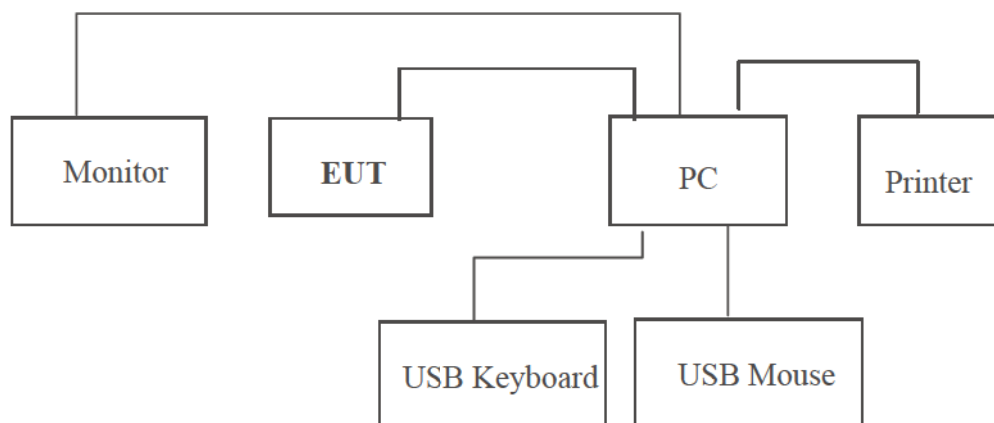 Monitor
EUT
PC
Printer
USB Keyboard
USB Mouse